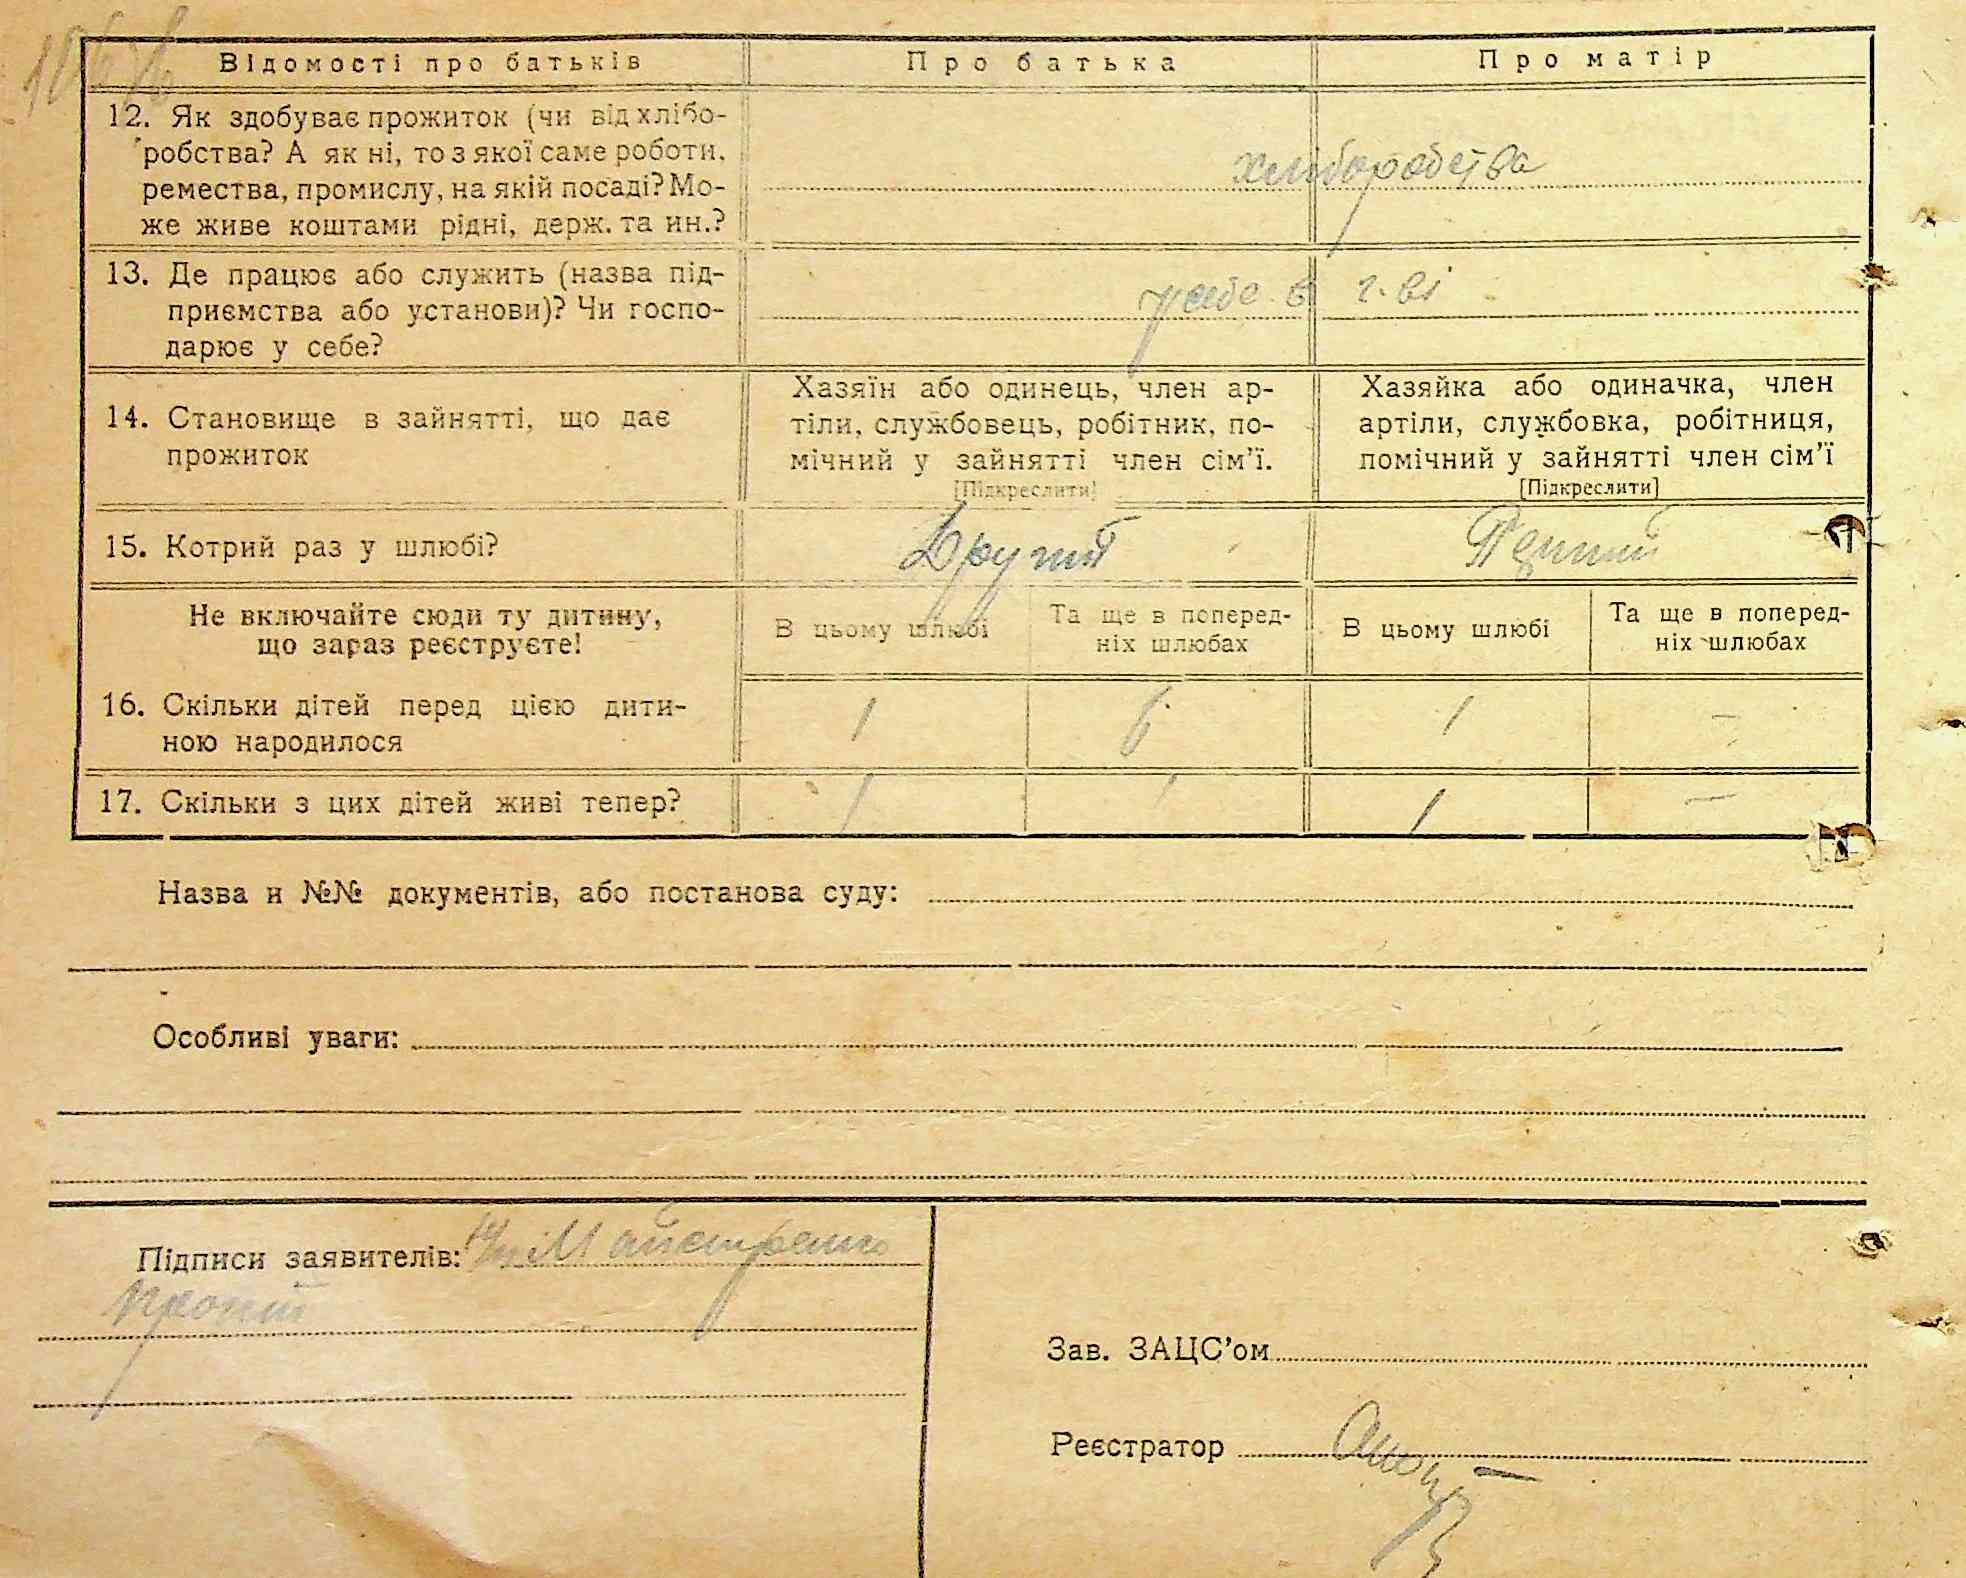 Відомості про батьків
Про батька
Про матір
12. Як здобуває прожиток (чи від хлібо-
робства? А як ні, то з якої саме роботи,
ремества, промислу, на якій посаді? Мо-
же живе коштами рідні, держ. та ин.?
хліборобства
13. Де працює або служить (назва під-
приємства або установи)? Чи госпо-
дарює у себе?
у себе в г-ві
14. Становище в зайнятті, що дає
прожиток
Хазяїн або одинець, член ар-
тіли, службовець, робітник, по-
мічний у зайнятті член сім’ї.
[Підкреслити]
Хазяйка або одиначка, член
артіли, службовка, робітниця,
помічний у зайнятті член сім’ї
[Підкреслити]
15. Котрий раз у шлюбі?
Другий
Перший
Не включайте сюди ту дитину,
що зараз реєструєте!
В цьому шлюбі
Та ще в поперед-
ніх шлюбах
В цьому шлюбі
Та ще в поперед-
ніх шлюбах
16. Скільки дітей перед цією дити-
ною народилося
1
6
1
–
17. Скільки з цих дітей живі тепер?
1
1
–
Назва и №№ документів, або постанова суду:
Особливі уваги:
Підписи заявителів: Майстренко
Зав. ЗАЦС’ом
Реєстратор